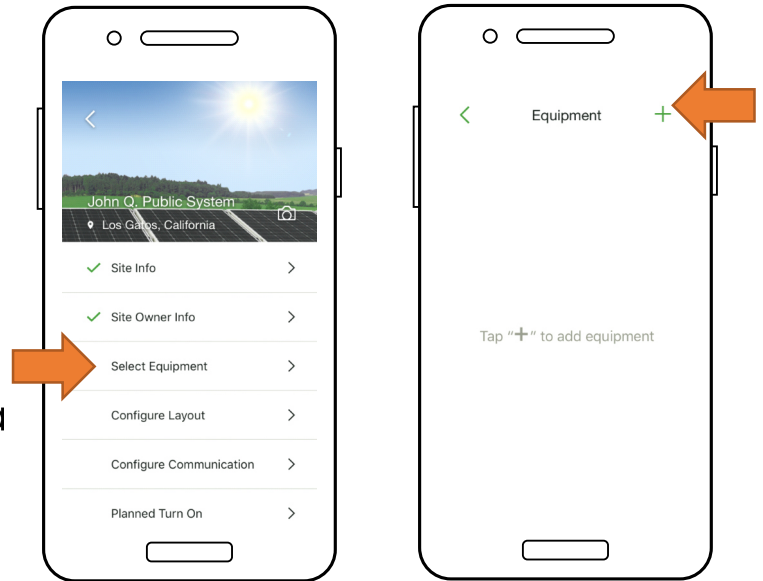 John Q. Public System
Los Gatos, California
Site Info
Site Owner Info
Select Equipment
Configure Layout
Configure Communication
Planned Turn On
Equipment
Tap "+" to add equipment